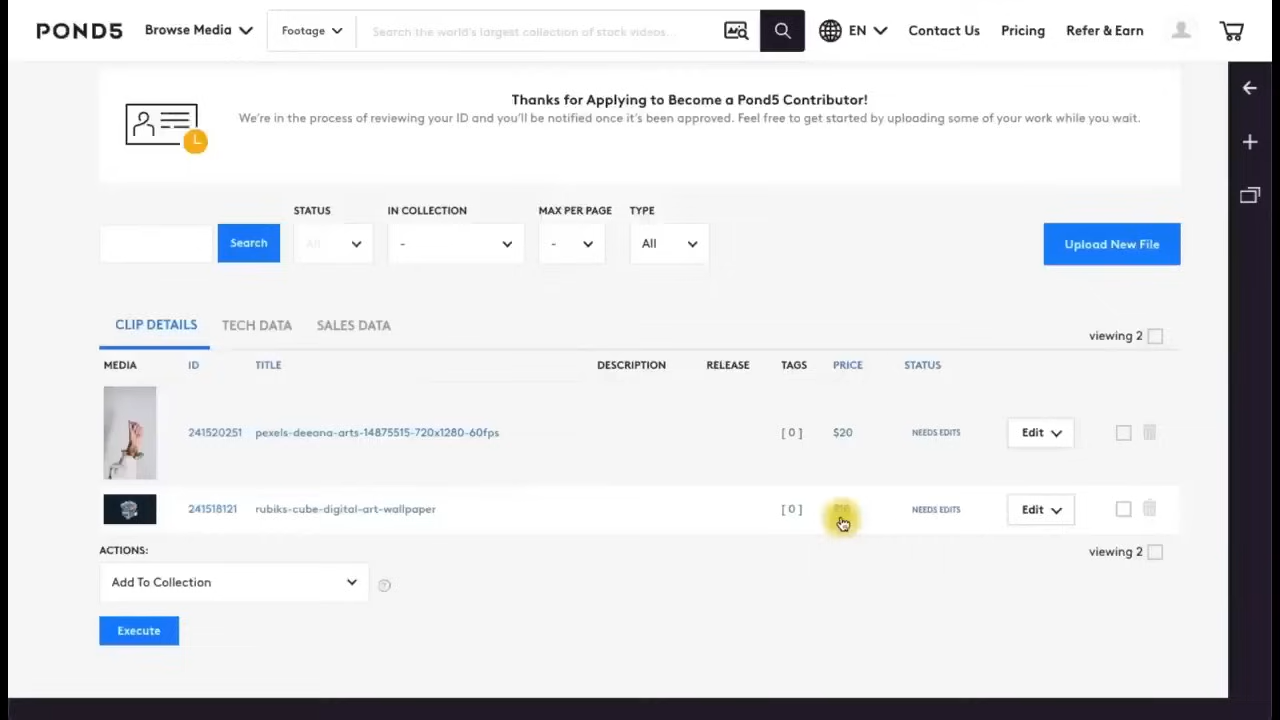 POND5 Browse Media Footage Search the world's largest collection of stock videos... EN Contact Us Pricing Refer & Earn
Thanks for Applying to Become a Pond5 Contributor!
We're in the process of reviewing your ID and you'll be notified once it's been approved. Feel free to get started by uploading some of your work while you wait.
STATUS IN COLLECTION MAX PER PAGE TYPE
Search All - - All Upload New File
CLIP DETAILS TECH DATA SALES DATA
viewing 2
MEDIA ID TITLE DESCRIPTION RELEASE TAGS PRICE STATUS
241520251 pexels-deeana-arts-14875515-720x1280-60fps [ 0 ] $20 NEEDS EDITS Edit
241518121 rubiks-cube-digital-art-wallpaper [ 0 ] NEEDS EDITS Edit
ACTIONS: viewing 2
Add To Collection ?
Execute